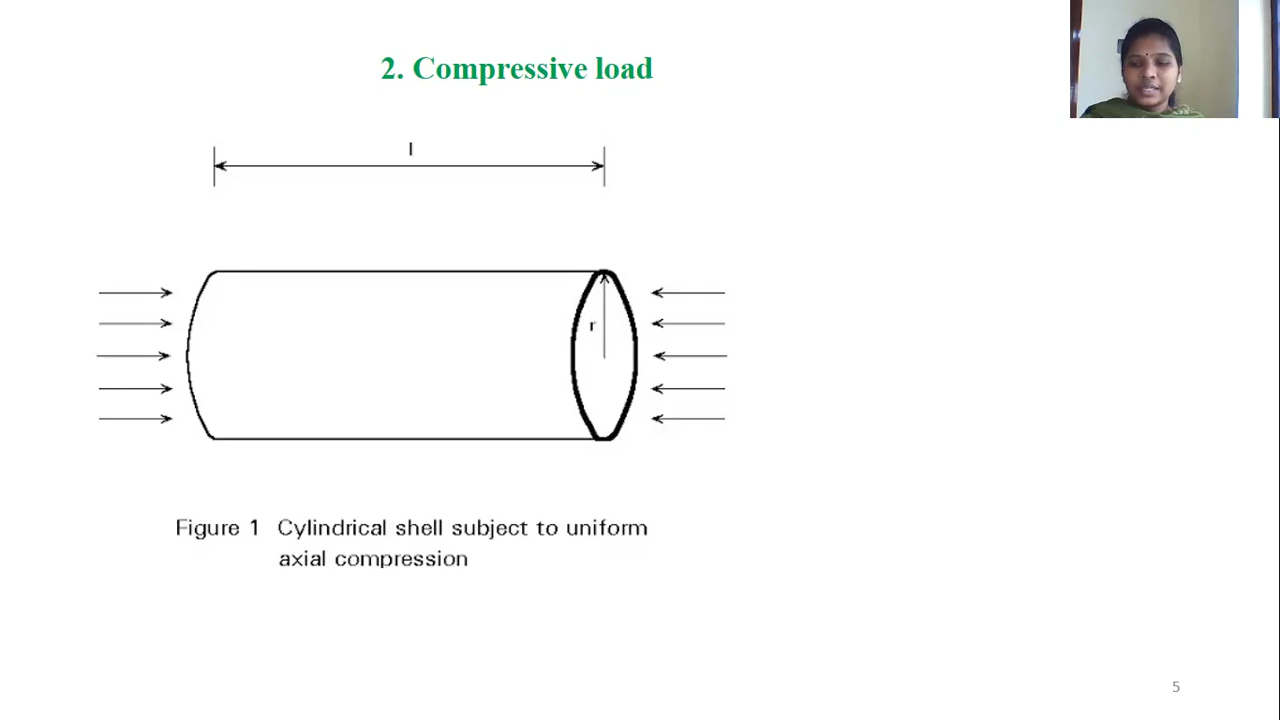 2. Compressive load
l
r
Figure 1 Cylindrical shell subject to uniform
axial compression
5